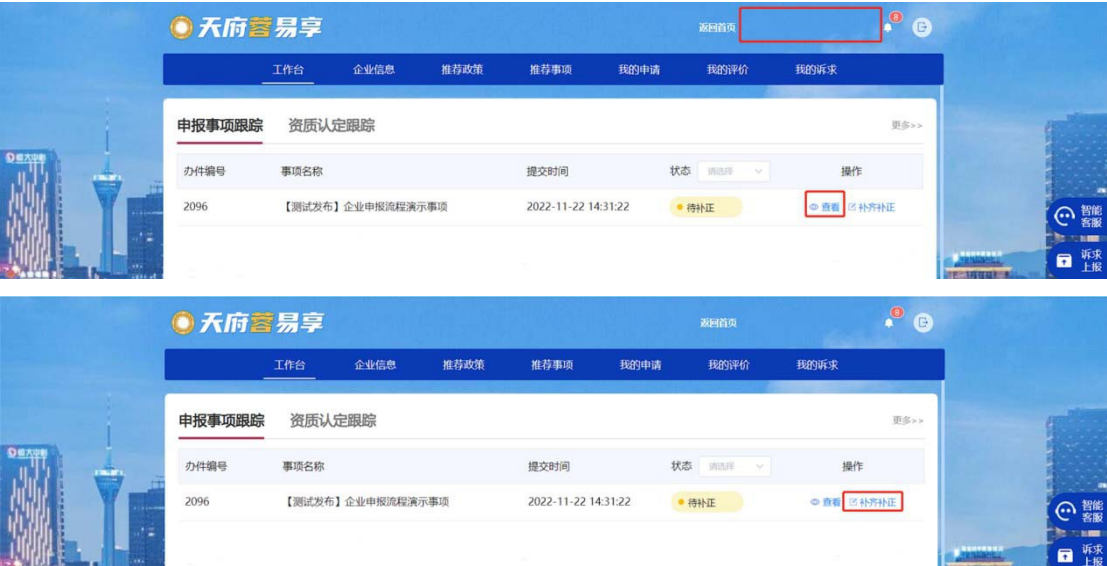 天府蓉易享
返回首页
8
工作台 企业信息 推荐政策 推荐事项 我的申请 我的评价 我的诉求
申报事项跟踪 资质认定跟踪 更多>>
办件编号 事项名称 提交时间 状态 请选择 操作
2096 【测试发布】企业申报流程演示事项 2022-11-22 14:31:22 待补正 查看 补齐补正
智能
客服
诉求
上报
天府蓉易享
返回首页
8
工作台 企业信息 推荐政策 推荐事项 我的申请 我的评价 我的诉求
申报事项跟踪 资质认定跟踪 更多>>
办件编号 事项名称 提交时间 状态 请选择 操作
2096 【测试发布】企业申报流程演示事项 2022-11-22 14:31:22 待补正 查看 补齐补正
智能
客服
诉求
上报